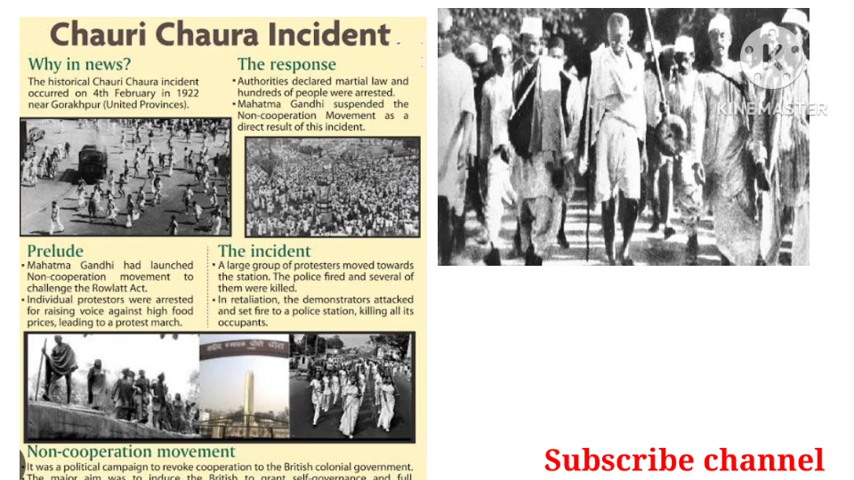 Chauri Chaura Incident
Why in news?
The historical Chauri Chaura incident
occurred on 4th February in 1922
near Gorakhpur (United Provinces).
The response
•Authorities declared martial law and
hundreds of people were arrested.
•Mahatma Gandhi suspended the
Non-cooperation Movement as a
direct result of this incident.
Prelude
•Mahatma Gandhi had launched
Non-cooperation movement to
challenge the Rowlatt Act.
•Individual protestors were arrested
for raising voice against high food
prices, leading to a protest march.
The incident
•A large group of protesters moved towards
the station. The police fired and several of
them were killed.
•In retaliation, the demonstrators attacked
and set fire to a police station, killing all its
occupants.
Non-cooperation movement
•It was a political campaign to revoke cooperation to the British colonial government.
The major aim was to induce the British to grant self-governance and full
K
KINEMASTER
Subscribe channel